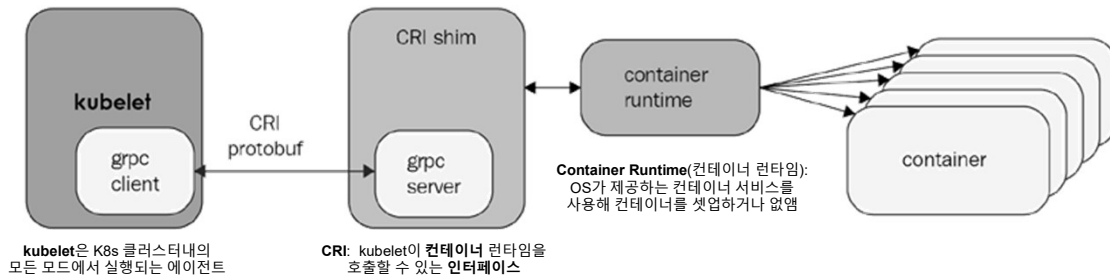 kubelet
grpc
client
CRI
protobuf
CRI shim
grpc
server
container
runtime
container
kubelet은 K8s 클러스터내의
모든 모드에서 실행되는 에이전트
CRI: kubelet이 컨테이너 런타임을
호출할 수 있는 인터페이스
Container Runtime(컨테이너 런타임):
OS가 제공하는 컨테이너 서비스를
사용해 컨테이너를 셋업하거나 없앰